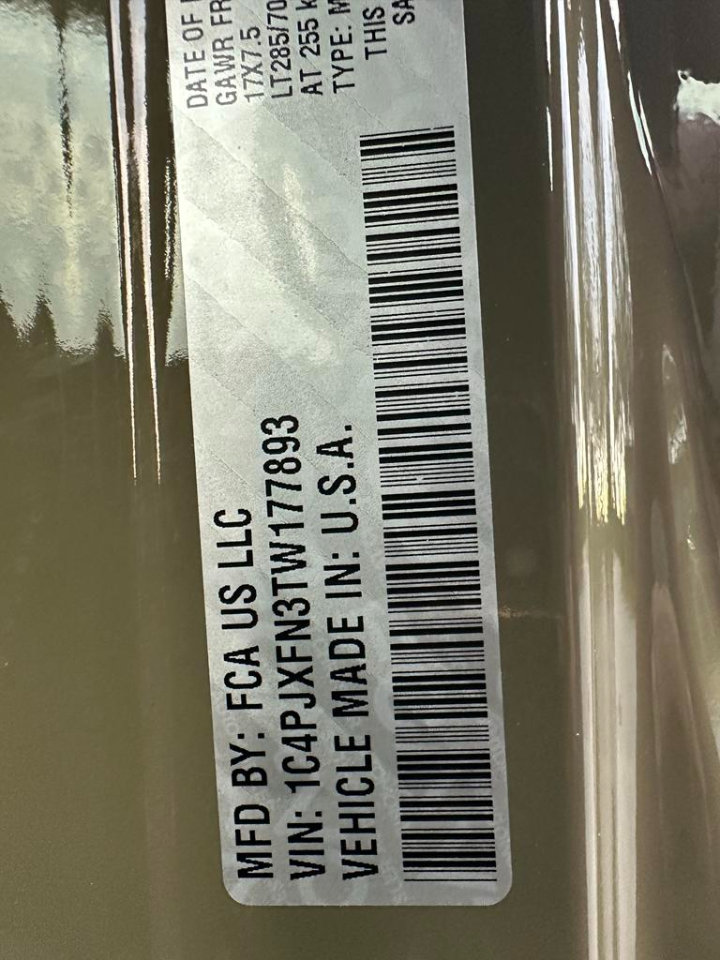 MFD BY: FCA US LLC
VIN: 1C4PJXFN3TW177893
VEHICLE MADE IN: U.S.A.
DATE OF
GAWR FR
17X7.5
LT285/70
AT 255
TYPE:
THIS
SA